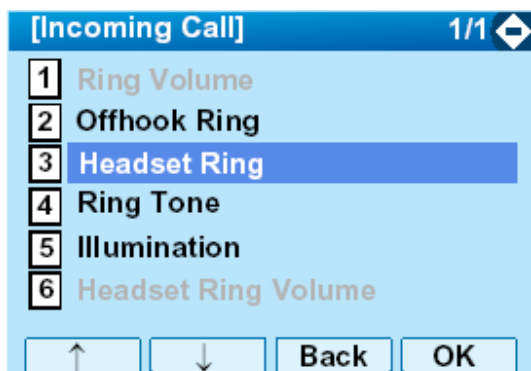 [Incoming Call] 1/1
1 Ring Volume
2 Offhook Ring
3 Headset Ring
4 Ring Tone
5 Illumination
6 Headset Ring Volume
↑ ↓ Back OK